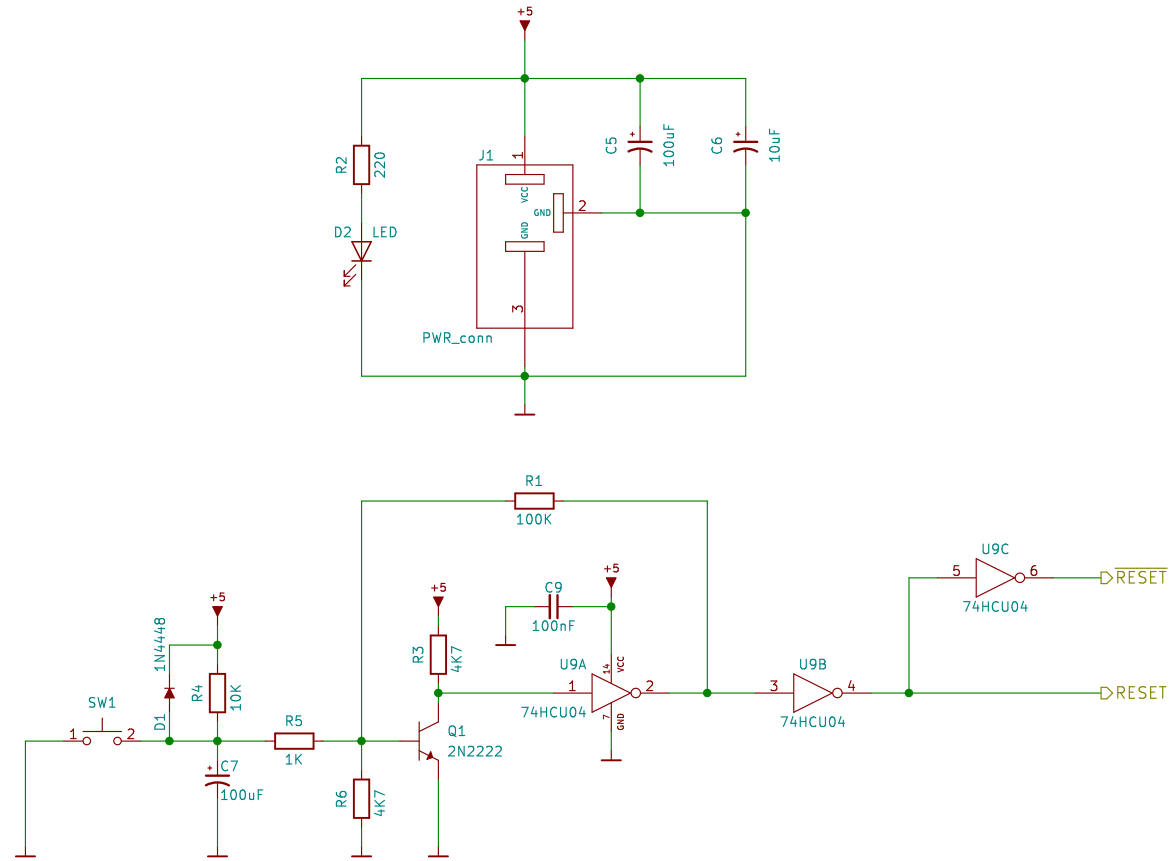 +5
C5
100uF
C6
10uF
R2
220
J1
1
VCC
GND
2
GND
3
D2
LED
PWR_conn
R1
100K
U9C
5
6
RESET
74HCU04
+5
C9
100nF
+5
R3
4K7
+5
1N4448
R4
10K
D1
U9A
14
VCC
1
2
74HCU04
7
GND
U9B
3
4
74HCU04
RESET
SW1
1
2
R5
1K
Q1
2N2222
C7
100uF
R6
4K7